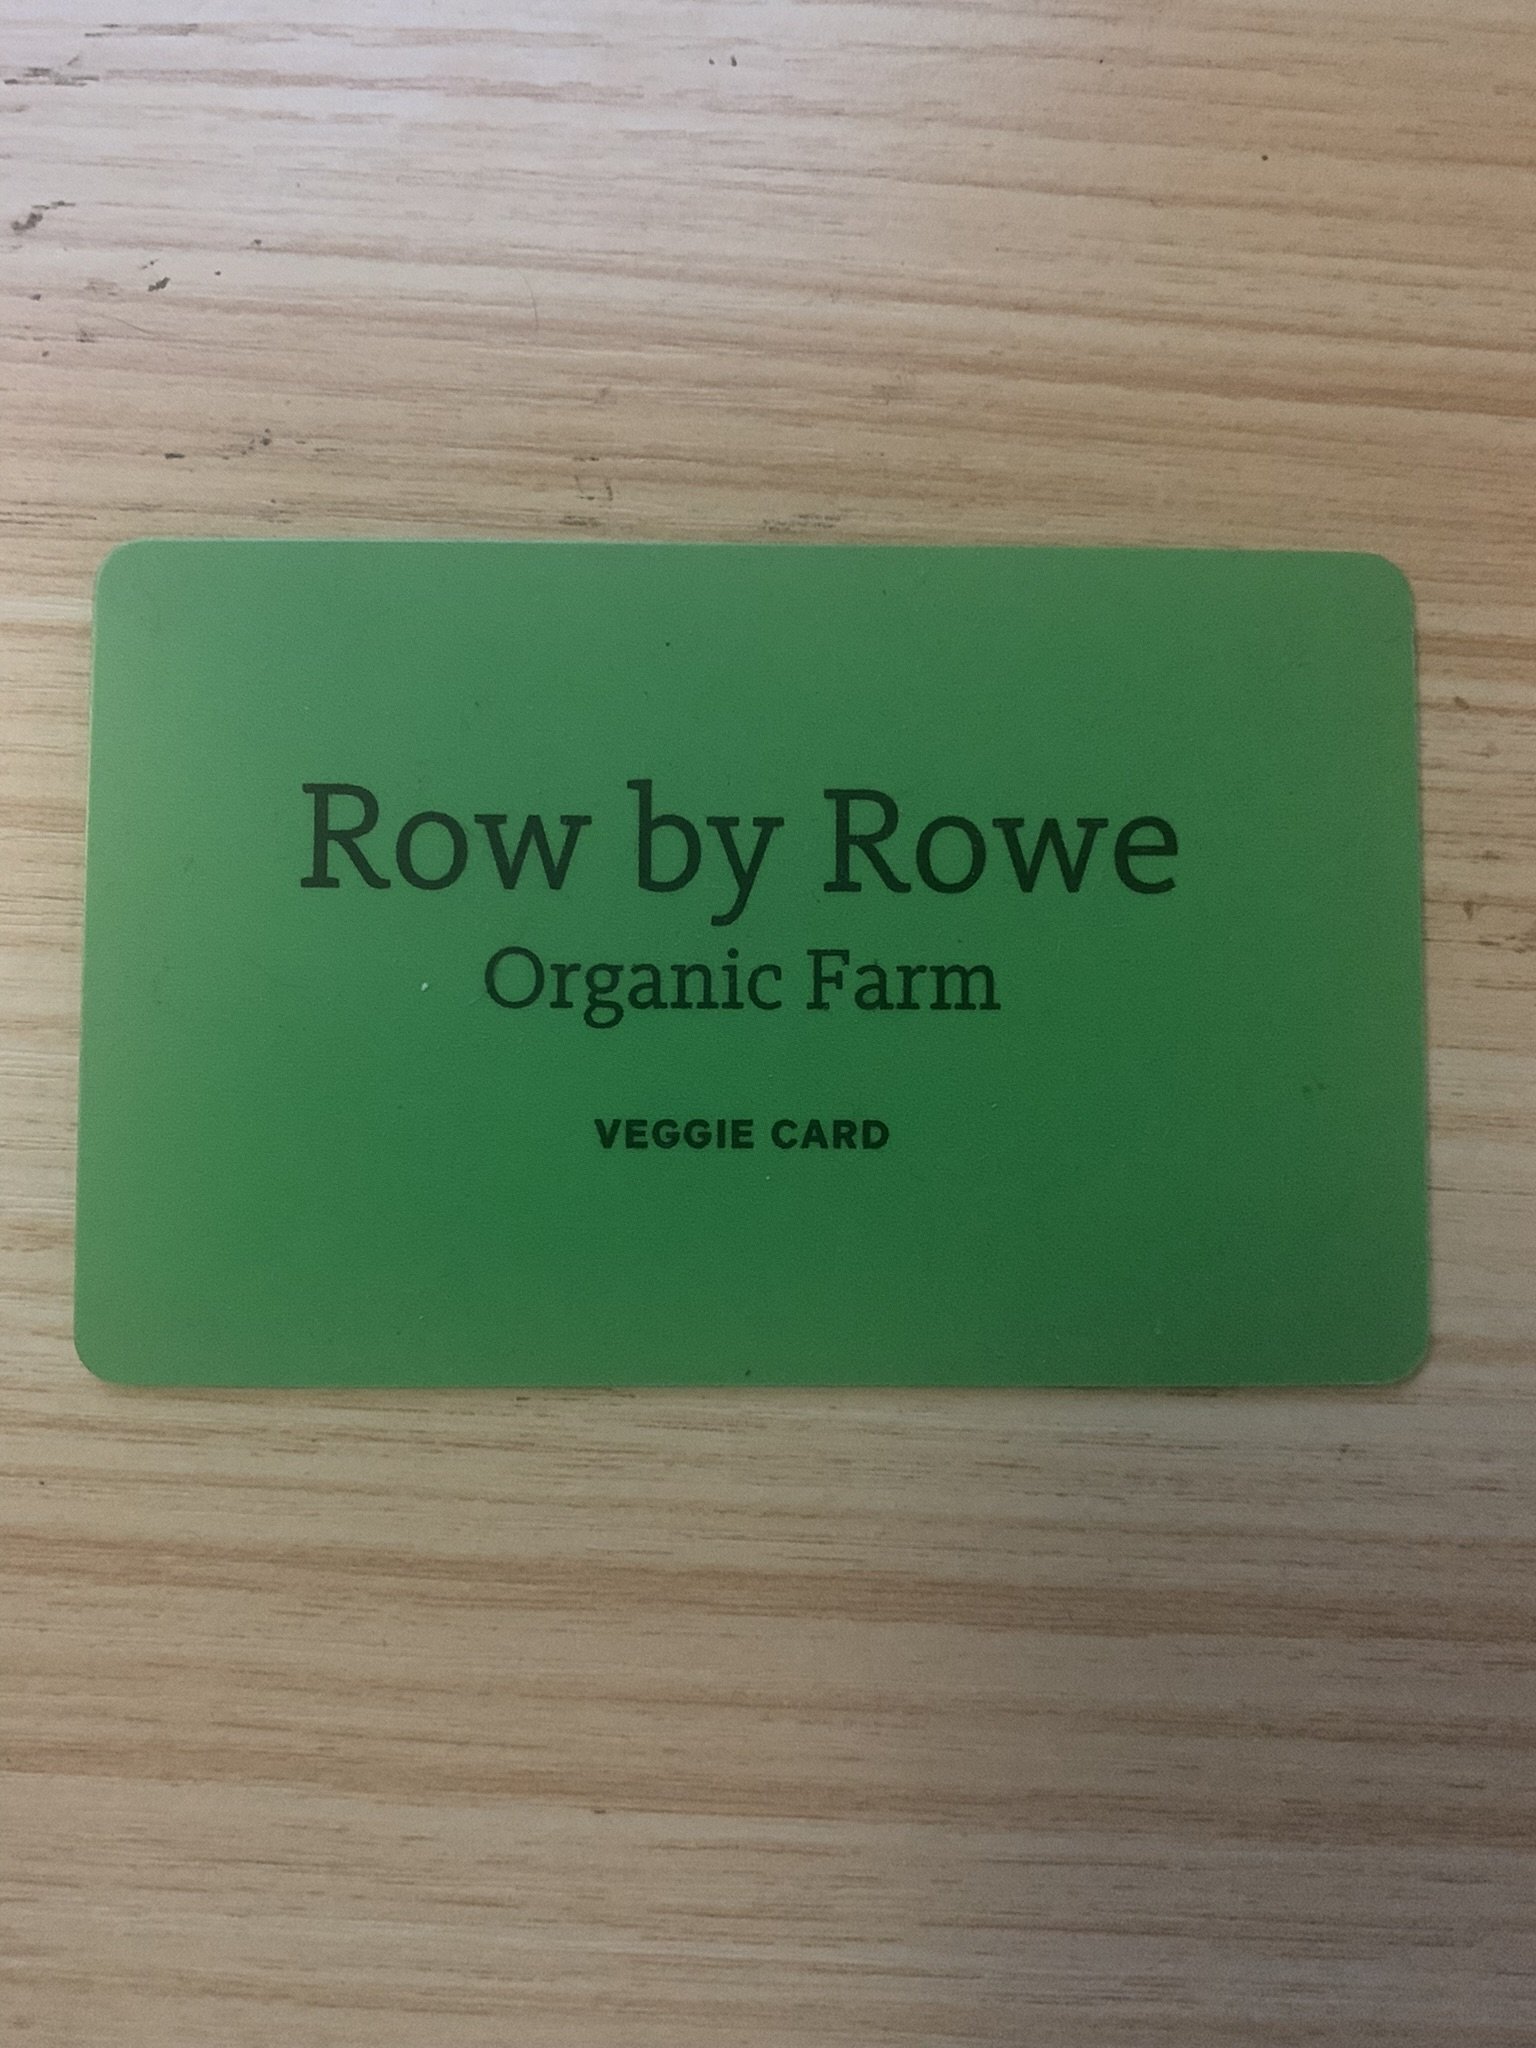 Row by Rowe
Organic Farm
VEGGIE CARD